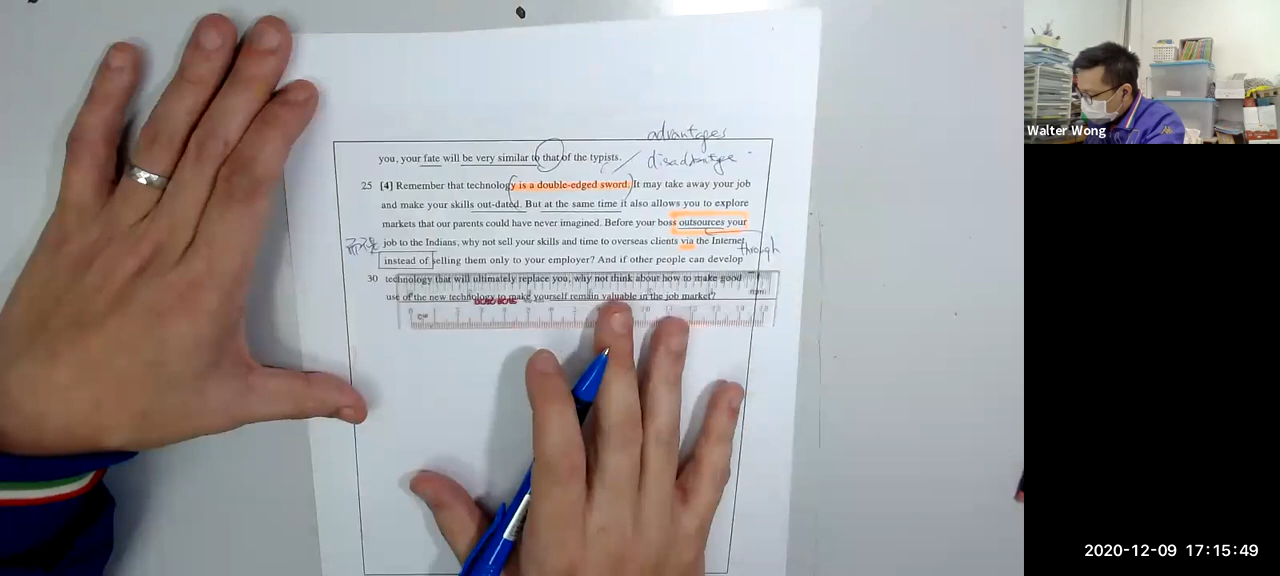 advantages
you, your fate will be very similar to that of the typists.
disadvantage
25 [4] Remember that technology is a double-edged sword. It may take away your job
and make your skills out-dated. But at the same time it also allows you to explore
markets that our parents could have never imagined. Before your boss outsources your
job to the Indians, why not sell your skills and time to overseas clients via the Internet
through
instead of selling them only to your employer? And if other people can develop
30 technology that will ultimately replace you, why not think about how to make good
use of the new technology to make yourself remain valuable in the job market?
Walter Wong
2020-12-09 17:15:49